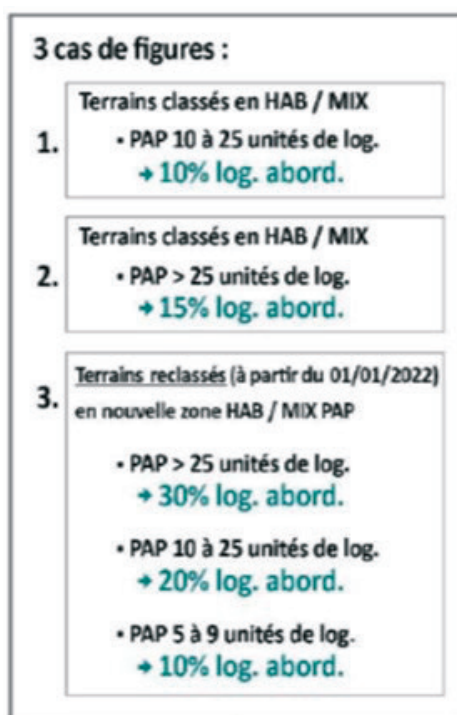 3 cas de figures :
1.
Terrains classés en HAB / MIX
• PAP 10 à 25 unités de log.
→ 10% log. abord.
2.
Terrains classés en HAB / MIX
• PAP > 25 unités de log.
→ 15% log. abord.
3.
Terrains reclassés (à partir du 01/01/2022)
en nouvelle zone HAB / MIX PAP
• PAP > 25 unités de log.
→ 30% log. abord.
• PAP 10 à 25 unités de log.
→ 20% log. abord.
• PAP 5 à 9 unités de log.
→ 10% log. abord.